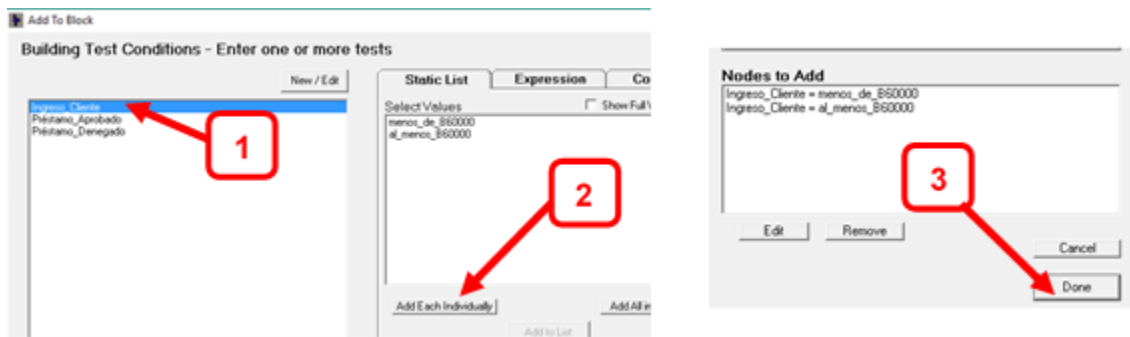 Add To Block
Building Test Conditions - Enter one or more tests
New / Edit
Ingreso_Cliente
Préstamo_Aprobado
Préstamo_Denegado
1
Static List
Expression
Co
Select Values
Show Full V
menos_de_B60000
al_menos_B60000
2
Add Each Individually
Add All in
Add to List
Nodes to Add
Ingreso_Cliente = menos_de_B60000
Ingreso_Cliente = al_menos_B60000
3
Edit
Remove
Cancel
Done